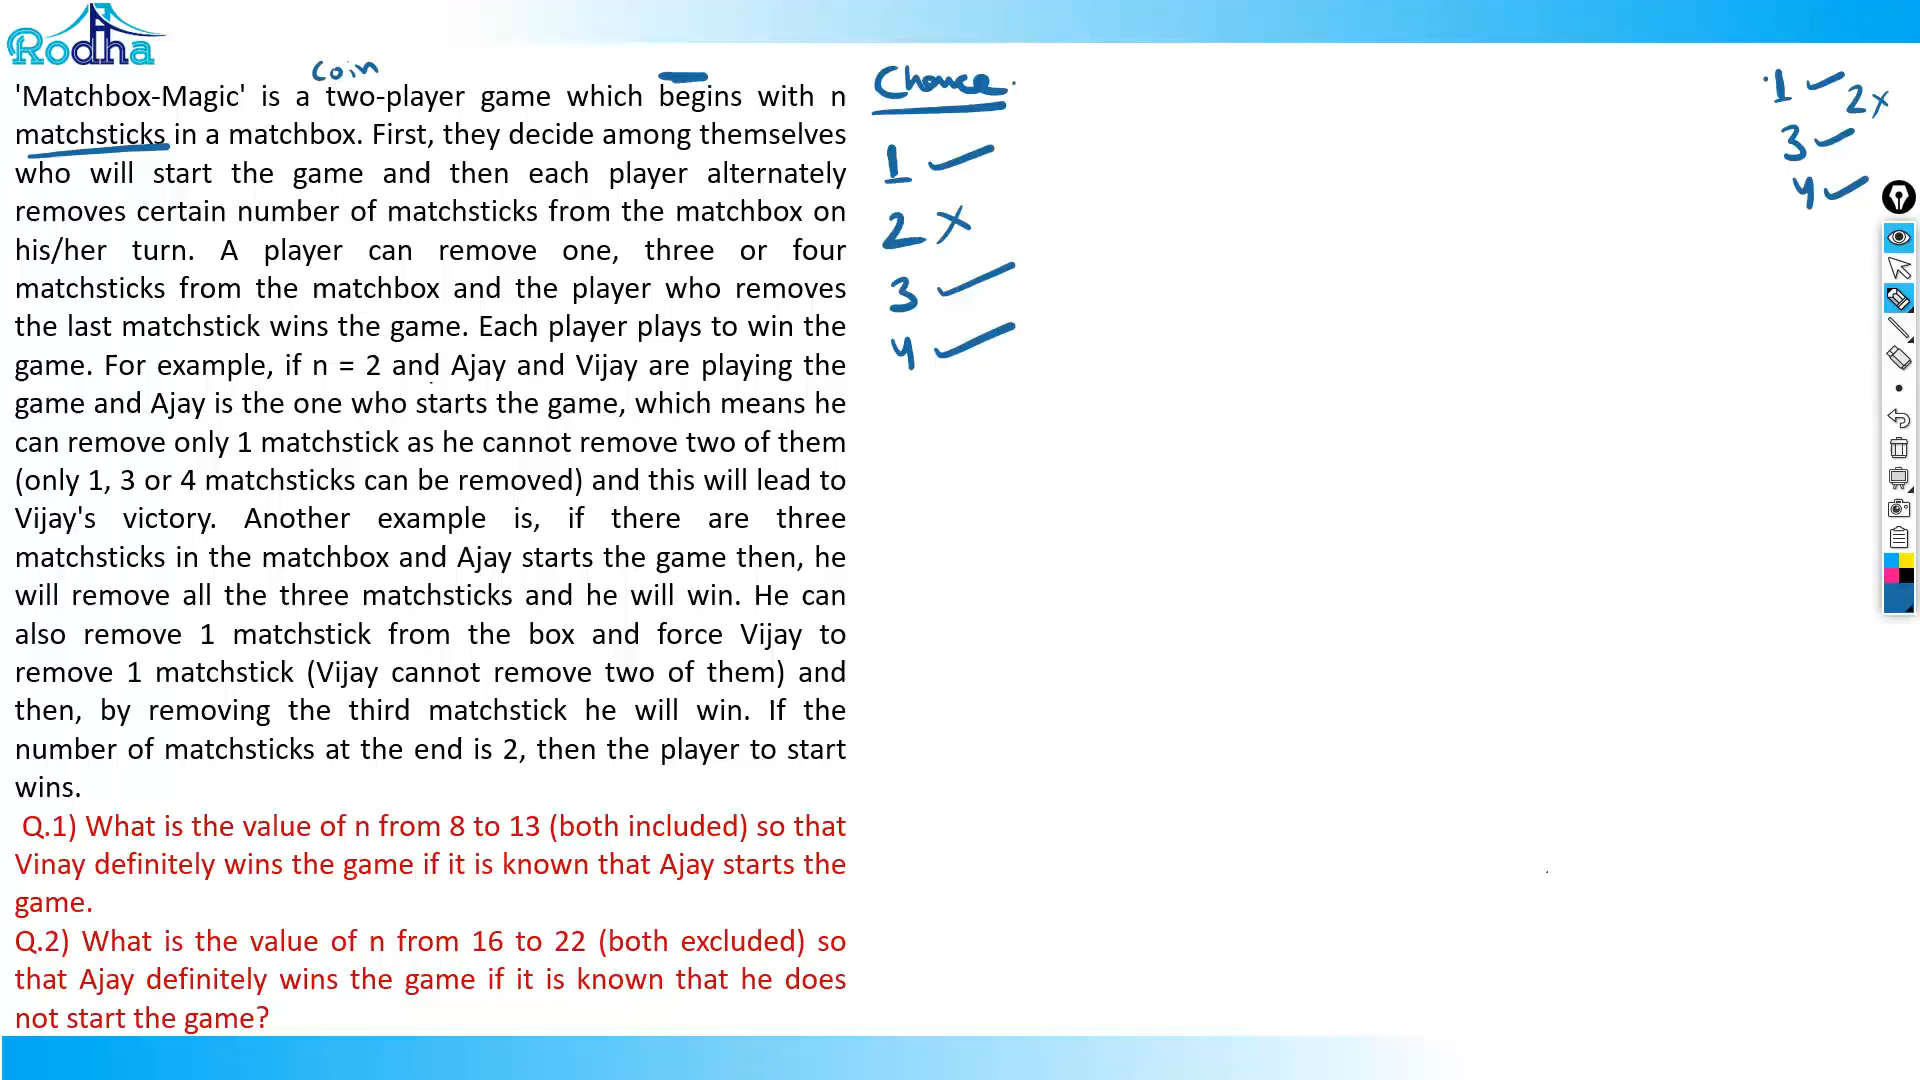 Rodha
coin
'Matchbox-Magic' is a two-player game which begins with n
matchsticks in a matchbox. First, they decide among themselves
who will start the game and then each player alternately
removes certain number of matchsticks from the matchbox on
his/her turn. A player can remove one, three or four
matchsticks from the matchbox and the player who removes
the last matchstick wins the game. Each player plays to win the
game. For example, if n = 2 and Ajay and Vijay are playing the
game and Ajay is the one who starts the game, which means he
can remove only 1 matchstick as he cannot remove two of them
(only 1, 3 or 4 matchsticks can be removed) and this will lead to
Vijay's victory. Another example is, if there are three
matchsticks in the matchbox and Ajay starts the game then, he
will remove all the three matchsticks and he will win. He can
also remove 1 matchstick from the box and force Vijay to
remove 1 matchstick (Vijay cannot remove two of them) and
then, by removing the third matchstick he will win. If the
number of matchsticks at the end is 2, then the player to start
wins.
Q.1) What is the value of n from 8 to 13 (both included) so that
Vinay definitely wins the game if it is known that Ajay starts the
game.
Q.2) What is the value of n from 16 to 22 (both excluded) so
that Ajay definitely wins the game if it is known that he does
not start the game?
Chance
1 ✓
2 x
3 ✓
4 ✓
1 ✓
2 x
3 ✓
4 ✓